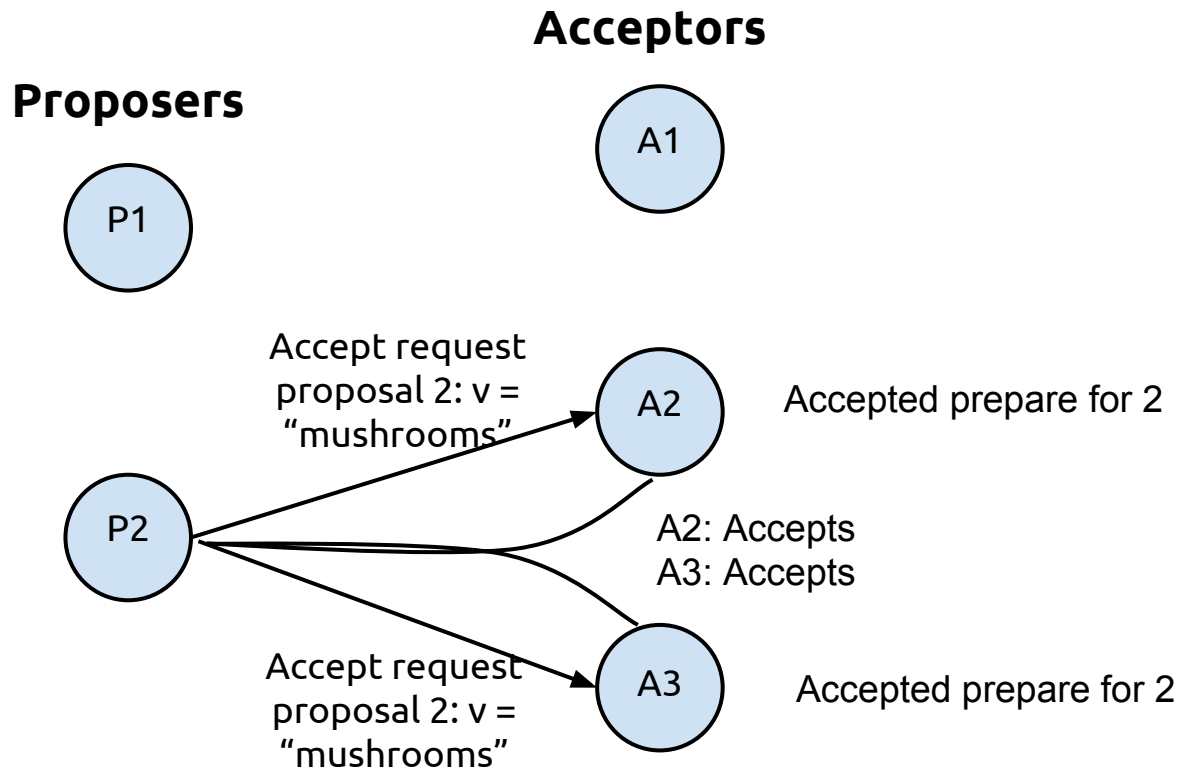 Acceptors
Proposers
A1
P1
Accept request
proposal 2: v =
“mushrooms”
A2
Accepted prepare for 2
P2
A2: Accepts
A3: Accepts
Accept request
proposal 2: v =
“mushrooms”
A3
Accepted prepare for 2